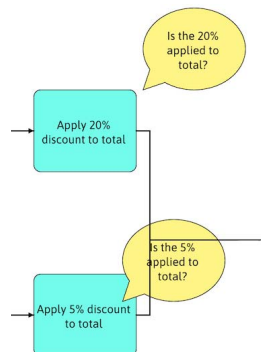 Is the 20%
applied to
total?
Apply 20%
discount to total
Is the 5%
applied to
total?
Apply 5% discount
to total